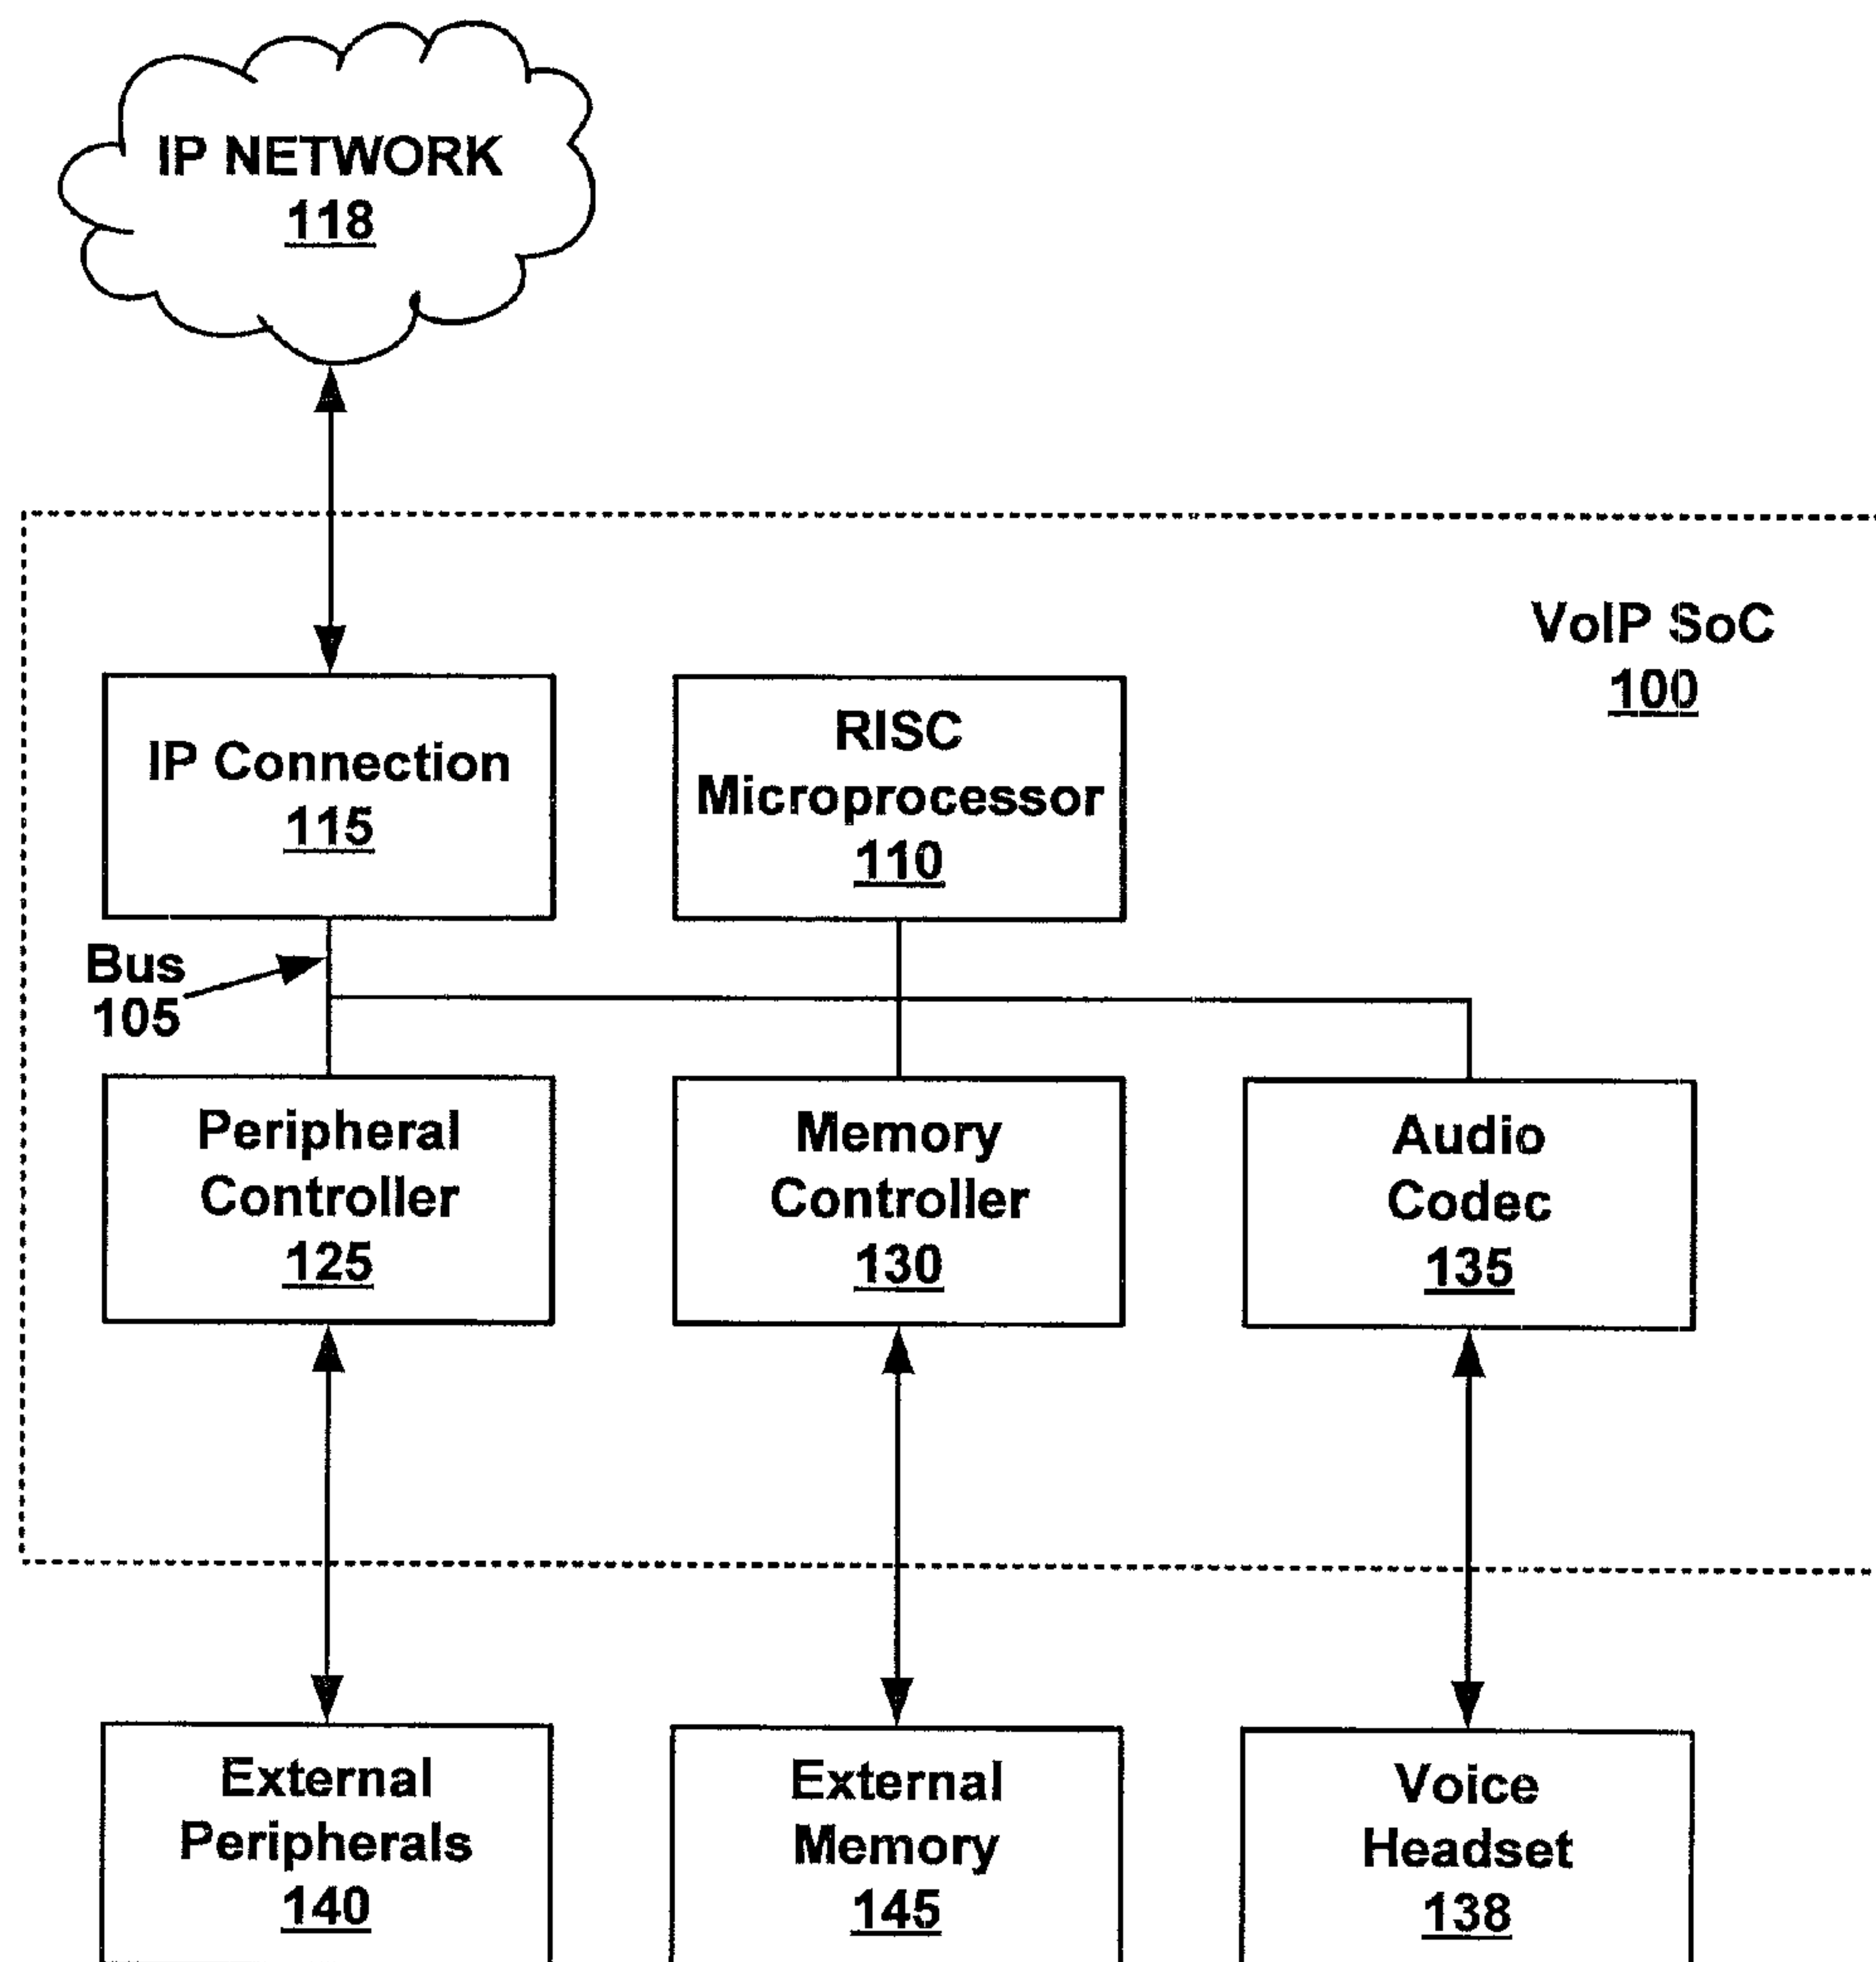 IP NETWORK
118
VoIP SoC
100
IP Connection
115
RISC
Microprocessor
110
Bus
105
Peripheral
Controller
125
Memory
Controller
130
Audio
Codec
135
External
Peripherals
140
External
Memory
145
Voice
Headset
138